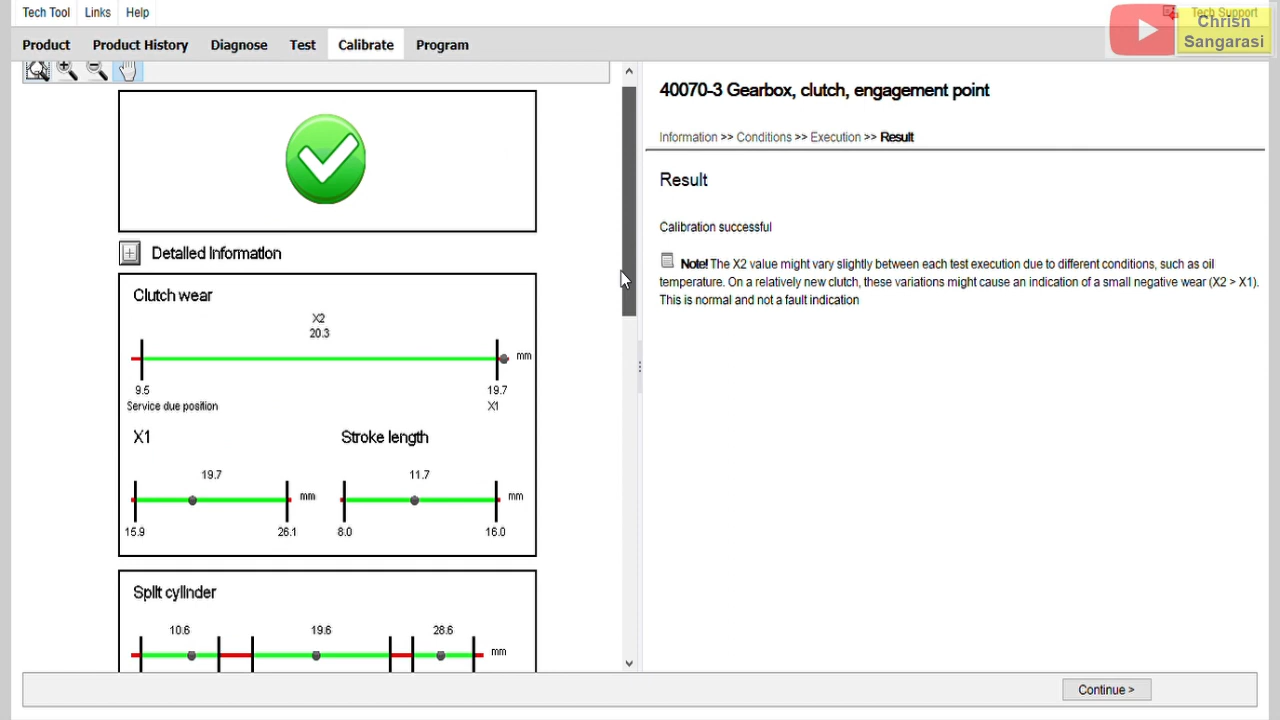 Tech Tool Links Help
Tech Support
Chrisn
Sangarasi
Product Product History Diagnose Test Calibrate Program
40070-3 Gearbox, clutch, engagement point
Information >> Conditions >> Execution >> Result
Result
Calibration successful
Note! The X2 value might vary slightly between each test execution due to different conditions, such as oil
temperature. On a relatively new clutch, these variations might cause an indication of a small negative wear (X2 > X1).
This is normal and not a fault indication
Detailed information
Clutch wear
X2
20.3
mm
9.5 19.7
Service due position X1
X1 Stroke length
19.7 11.7
mm mm
15.9 26.1 8.0 16.0
Split cylinder
10.6 19.6 28.6
mm
Continue >